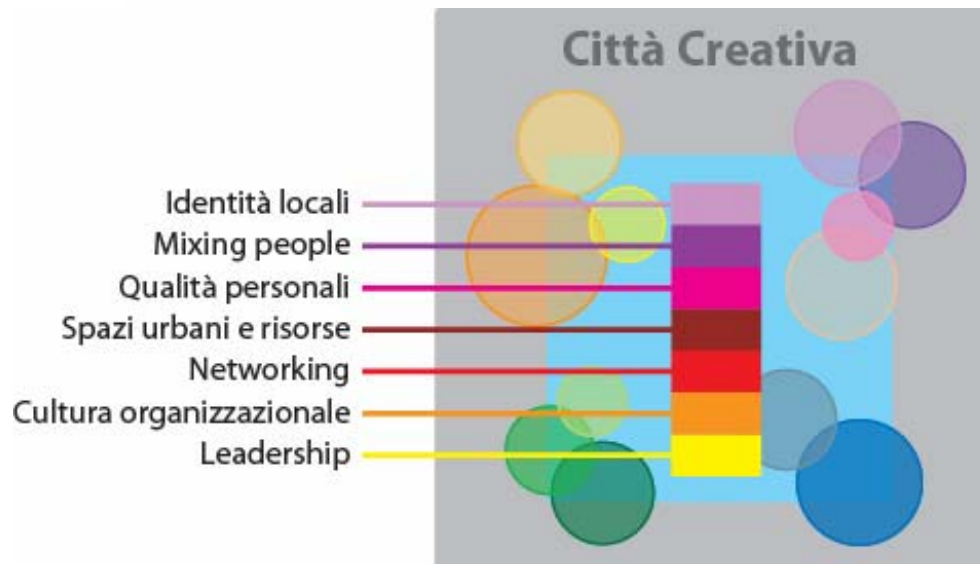 Città Creativa
Identità locali
Mixing people
Qualità personali
Spazi urbani e risorse
Networking
Cultura organizzazionale
Leadership